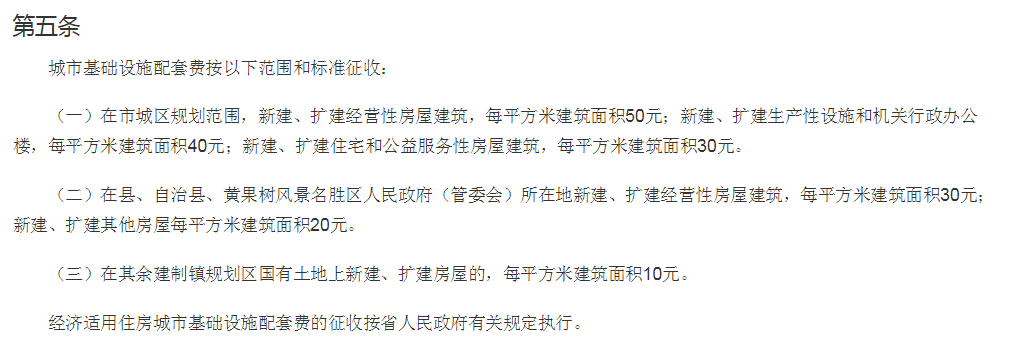 第五条
城市基础设施配套费按以下范围和标准征收：
（一）在市城区规划范围，新建、扩建经营性房屋建筑，每平方米建筑面积50元；新建、扩建生产性设施和机关行政办公
楼，每平方米建筑面积40元；新建、扩建住宅和公益服务性房屋建筑，每平方米建筑面积30元。
（二）在县、自治县、黄果树风景名胜区人民政府（管委会）所在地新建、扩建经营性房屋建筑，每平方米建筑面积30元；
新建、扩建其他房屋每平方米建筑面积20元。
（三）在其余建制镇规划区国有土地上新建、扩建房屋的，每平方米建筑面积10元。
经济适用住房城市基础设施配套费的征收按省人民政府有关规定执行。